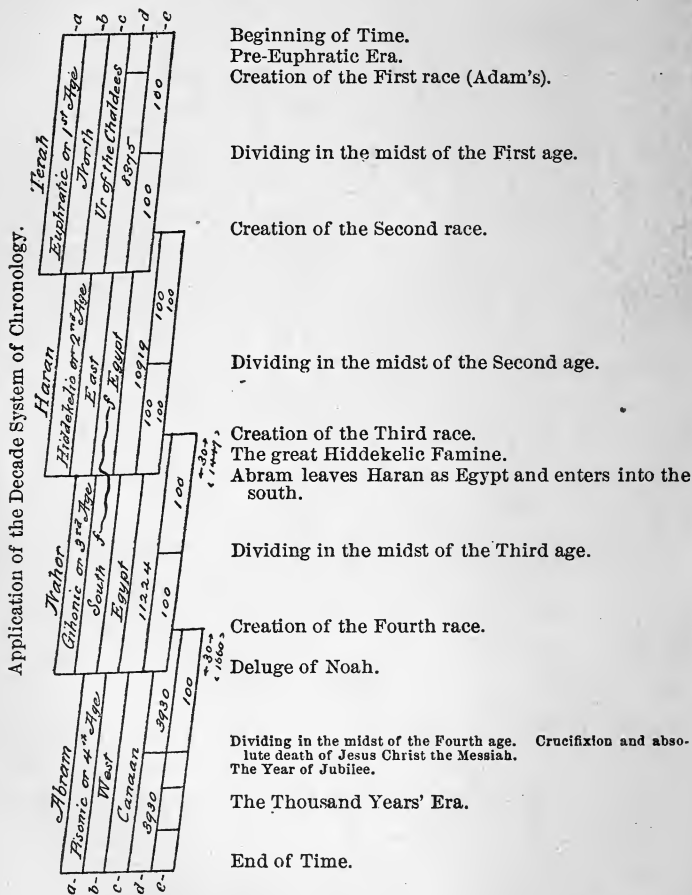 Application of the Decade System of Chronology.
-a
-b
-c
-d
-e
Terah
Euphratic or 1st Age
North
Ur of the Chaldees
8375
100
100
Haran
Hiddekelic or 2nd Age
East
f Egypt
10919
100
100
100
100
Nahor
Gihonic or 3rd Age
South f
Egypt
11224
100
100
←30→
Abram
Pisonic or 4th Age
West
Canaan
3930
3930
100
←30→
<1660>
a-
b-
c-
d-
e-
Beginning of Time.
Pre-Euphratic Era.
Creation of the First race (Adam's).
Dividing in the midst of the First age.
Creation of the Second race.
Dividing in the midst of the Second age.
Creation of the Third race.
The great Hiddekelic Famine.
Abram leaves Haran as Egypt and enters into the
south.
Dividing in the midst of the Third age.
Creation of the Fourth race.
Deluge of Noah.
Dividing in the midst of the Fourth age. Crucifixion and abso-
lute death of Jesus Christ the Messiah.
The Year of Jubilee.
The Thousand Years' Era.
End of Time.